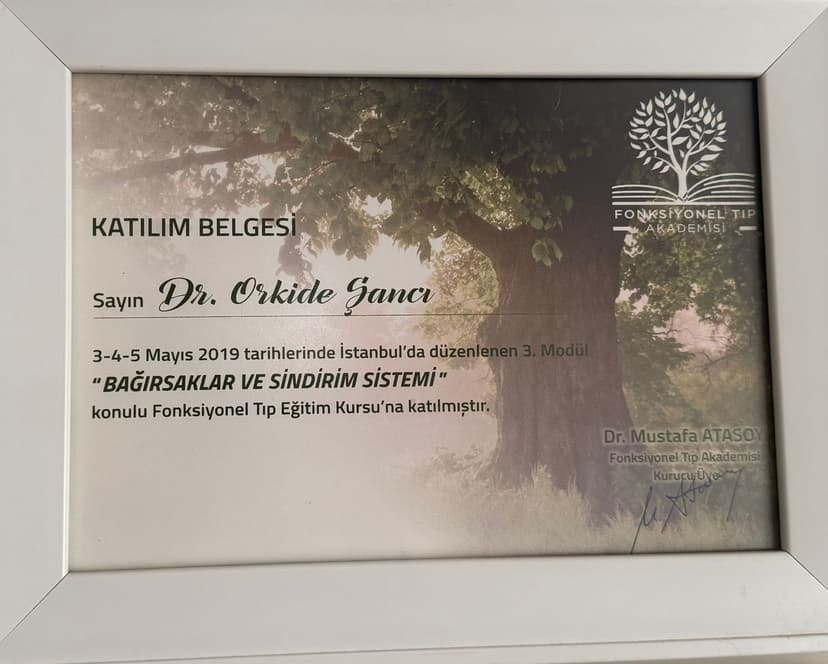 FONKSİYONEL TIP
AKADEMİSİ
KATILIM BELGESİ
Sayın Dr. Orkide Şancı
3-4-5 Mayıs 2019 tarihlerinde İstanbul'da düzenlenen 3. Modül
"BAĞIRSAKLAR VE SİNDİRİM SİSTEMİ"
konulu Fonksiyonel Tıp Eğitim Kursu'na katılmıştır.
Dr. Mustafa ATASOY
Fonksiyonel Tıp Akademisi
Kurucu Üye